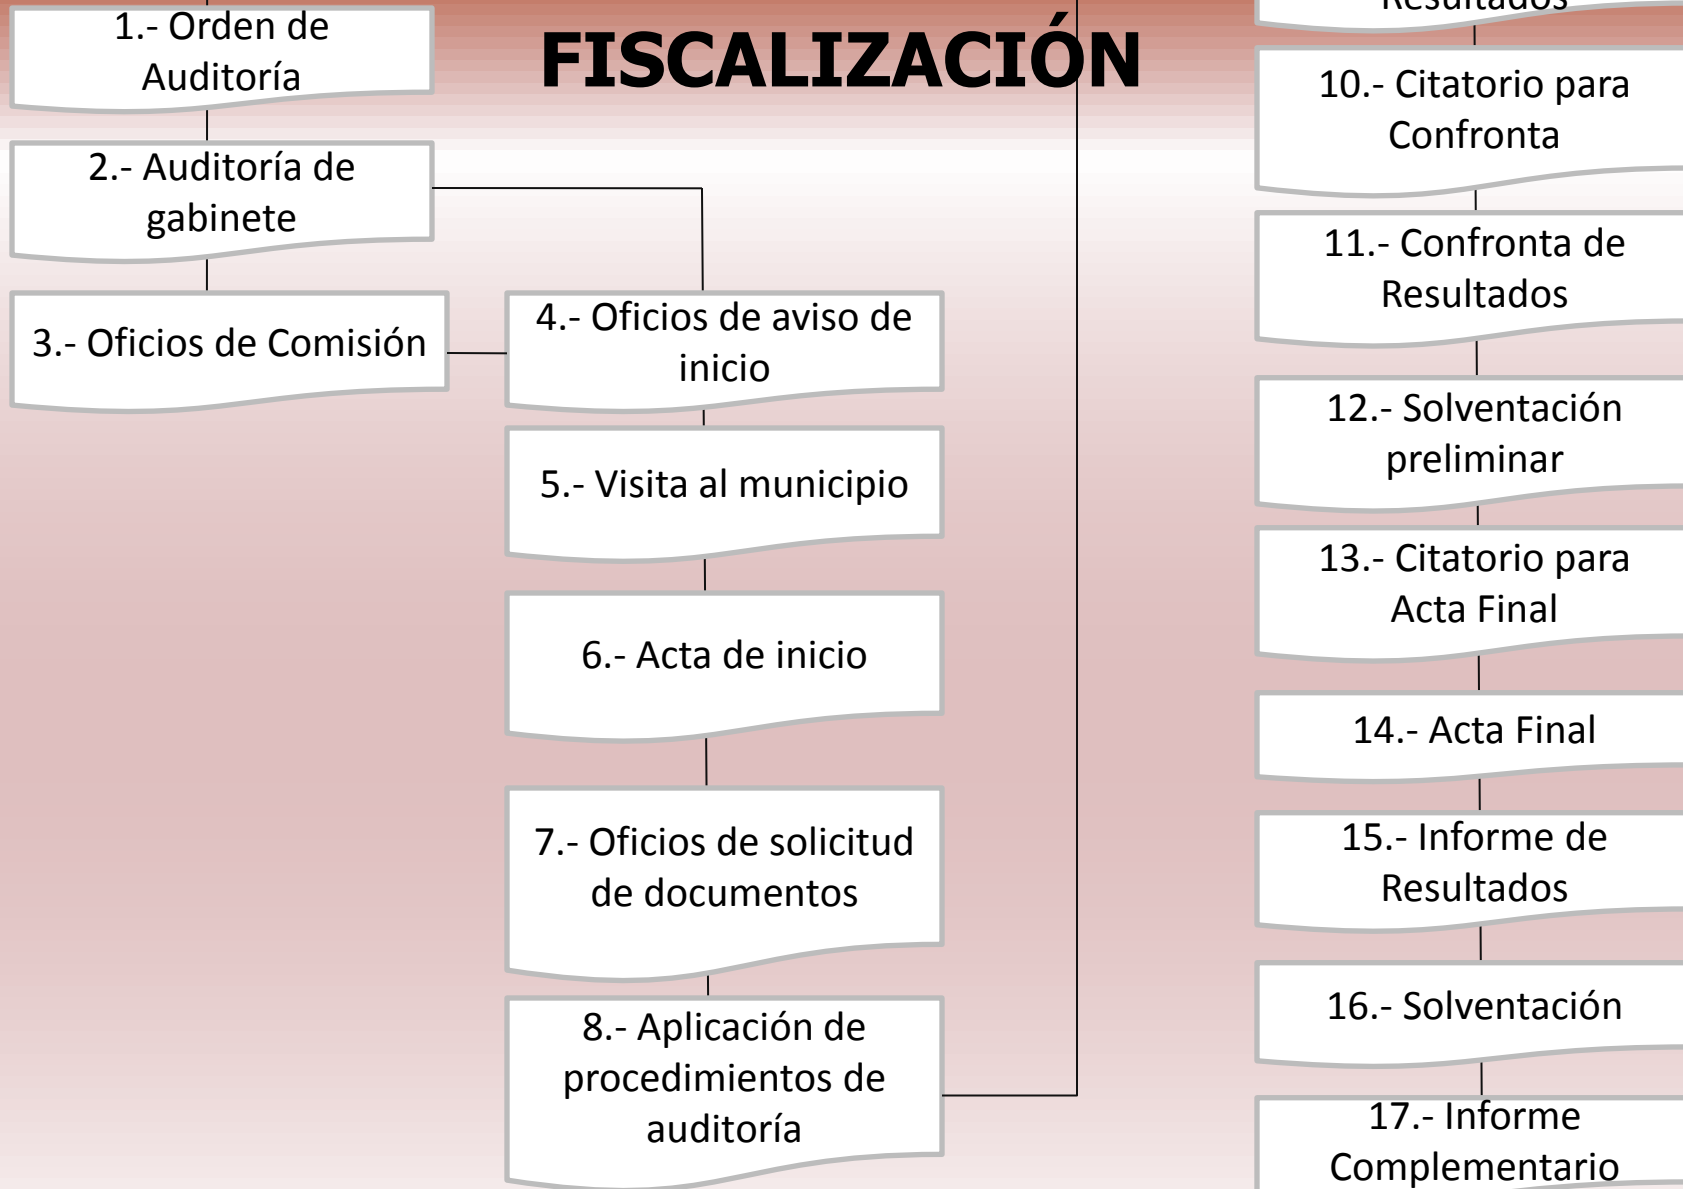 FISCALIZACIÓN
1.- Orden de
Auditoría
2.- Auditoría de
gabinete
3.- Oficios de Comisión
4.- Oficios de aviso de
inicio
5.- Visita al municipio
6.- Acta de inicio
7.- Oficios de solicitud
de documentos
8.- Aplicación de
procedimientos de
auditoría
Resultados
10.- Citatorio para
Confronta
11.- Confronta de
Resultados
12.- Solventación
preliminar
13.- Citatorio para
Acta Final
14.- Acta Final
15.- Informe de
Resultados
16.- Solventación
17.- Informe
Complementario